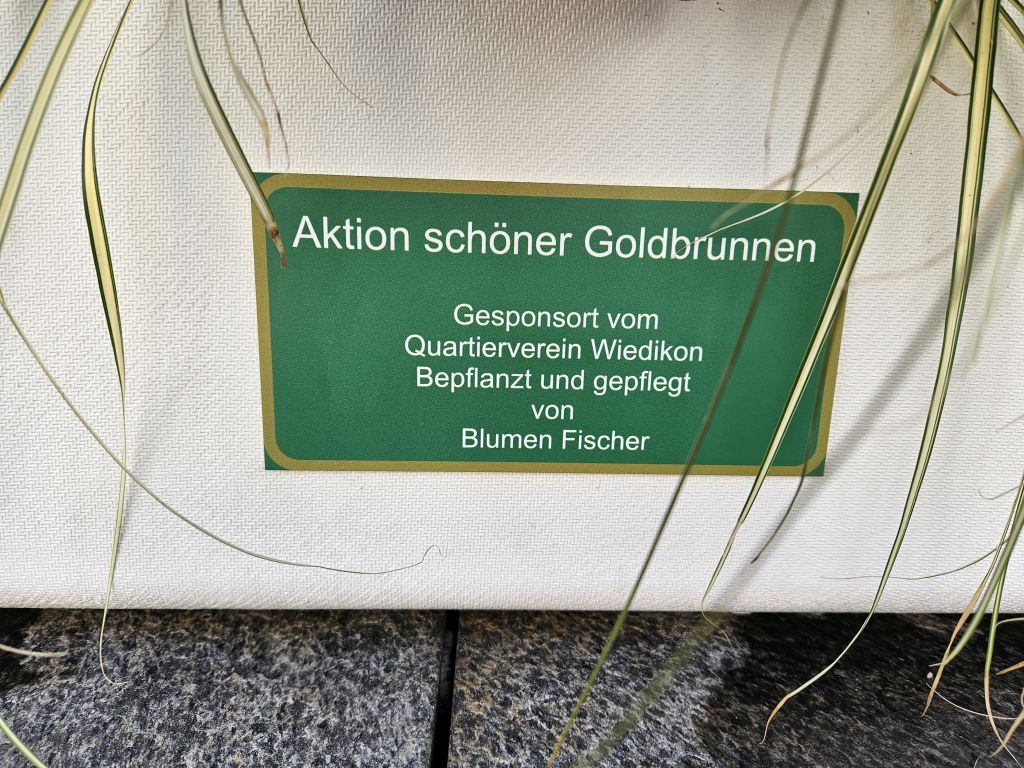 Aktion schöner Goldbrunnen
Gesponsort vom
Quartierverein Wiedikon
Bepflanzt und gepflegt
von
Blumen Fischer